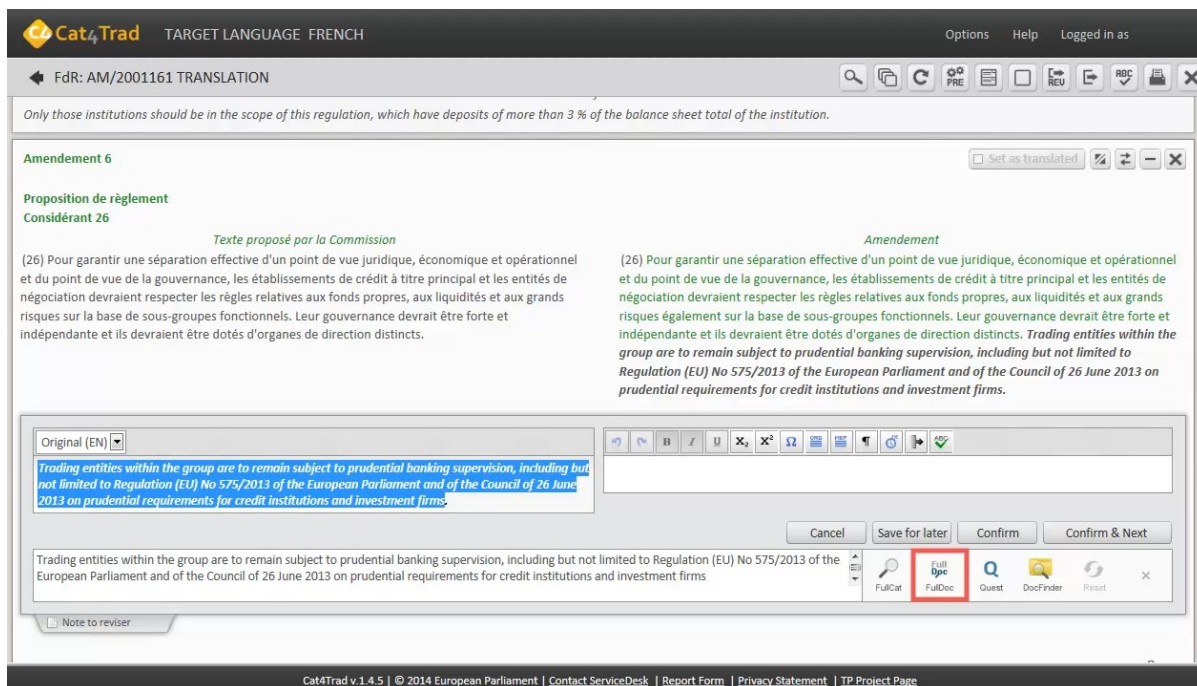 Cat4Trad TARGET LANGUAGE FRENCH Options Help Logged in as
FdR: AM/2001161 TRANSLATION
PRE
REV
ABC
Only those institutions should be in the scope of this regulation, which have deposits of more than 3 % of the balance sheet total of the institution.
Amendement 6
Set as translated
Proposition de règlement
Considérant 26
Texte proposé par la Commission
(26) Pour garantir une séparation effective d'un point de vue juridique, économique et opérationnel
et du point de vue de la gouvernance, les établissements de crédit à titre principal et les entités de
négociation devraient respecter les règles relatives aux fonds propres, aux liquidités et aux grands
risques sur la base de sous-groupes fonctionnels. Leur gouvernance devrait être forte et
indépendante et ils devraient être dotés d'organes de direction distincts.
Amendement
(26) Pour garantir une séparation effective d'un point de vue juridique, économique et opérationnel
et du point de vue de la gouvernance, les établissements de crédit à titre principal et les entités de
négociation devraient respecter les règles relatives aux fonds propres, aux liquidités et aux grands
risques également sur la base de sous-groupes fonctionnels. Leur gouvernance devrait être forte et
indépendante et ils devraient être dotés d'organes de direction distincts. Trading entities within the
group are to remain subject to prudential banking supervision, including but not limited to
Regulation (EU) No 575/2013 of the European Parliament and of the Council of 26 June 2013 on
prudential requirements for credit institutions and investment firms.
Original (EN)
B I U X₂ X² Ω ¶ ABC
Trading entities within the group are to remain subject to prudential banking supervision, including but
not limited to Regulation (EU) No 575/2013 of the European Parliament and of the Council of 26 June
2013 on prudential requirements for credit institutions and investment firms.
Cancel Save for later Confirm Confirm & Next
Trading entities within the group are to remain subject to prudential banking supervision, including but not limited to Regulation (EU) No 575/2013 of the
European Parliament and of the Council of 26 June 2013 on prudential requirements for credit institutions and investment firms
Full Doc
FullCat FullDoc Quest DocFinder Reset
Note to reviser
Cat4Trad v.1.4.5 | © 2014 European Parliament | Contact ServiceDesk | Report Form | Privacy Statement | TP Project Page